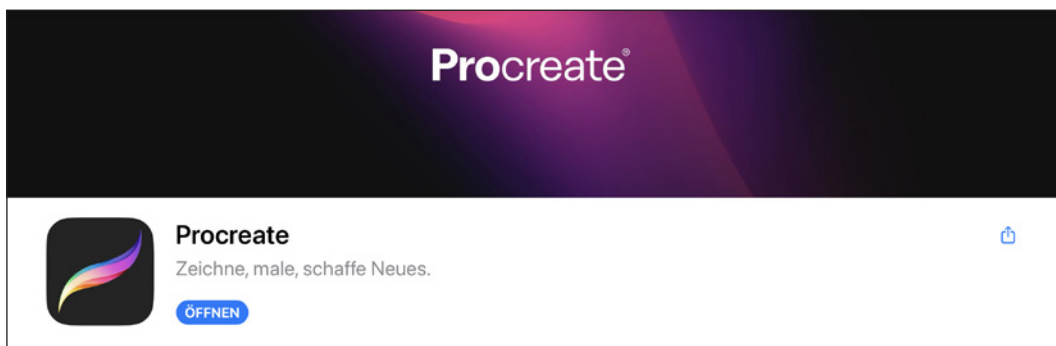 Procreate®
Procreate
Zeichne, male, schaffe Neues.
ÖFFNEN